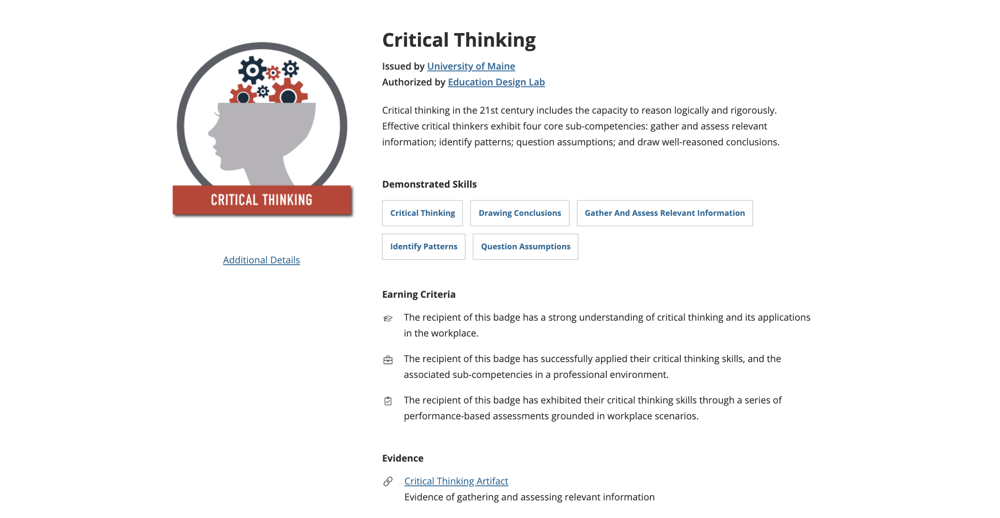 CRITICAL THINKING
Additional Details
Critical Thinking
Issued by University of Maine
Authorized by Education Design Lab
Critical thinking in the 21st century includes the capacity to reason logically and rigorously.
Effective critical thinkers exhibit four core sub-competencies: gather and assess relevant
information; identify patterns; question assumptions; and draw well-reasoned conclusions.
Demonstrated Skills
Critical Thinking
Drawing Conclusions
Gather And Assess Relevant Information
Identify Patterns
Question Assumptions
Earning Criteria
The recipient of this badge has a strong understanding of critical thinking and its applications
in the workplace.
The recipient of this badge has successfully applied their critical thinking skills, and the
associated sub-competencies in a professional environment.
The recipient of this badge has exhibited their critical thinking skills through a series of
performance-based assessments grounded in workplace scenarios.
Evidence
Critical Thinking Artifact
Evidence of gathering and assessing relevant information